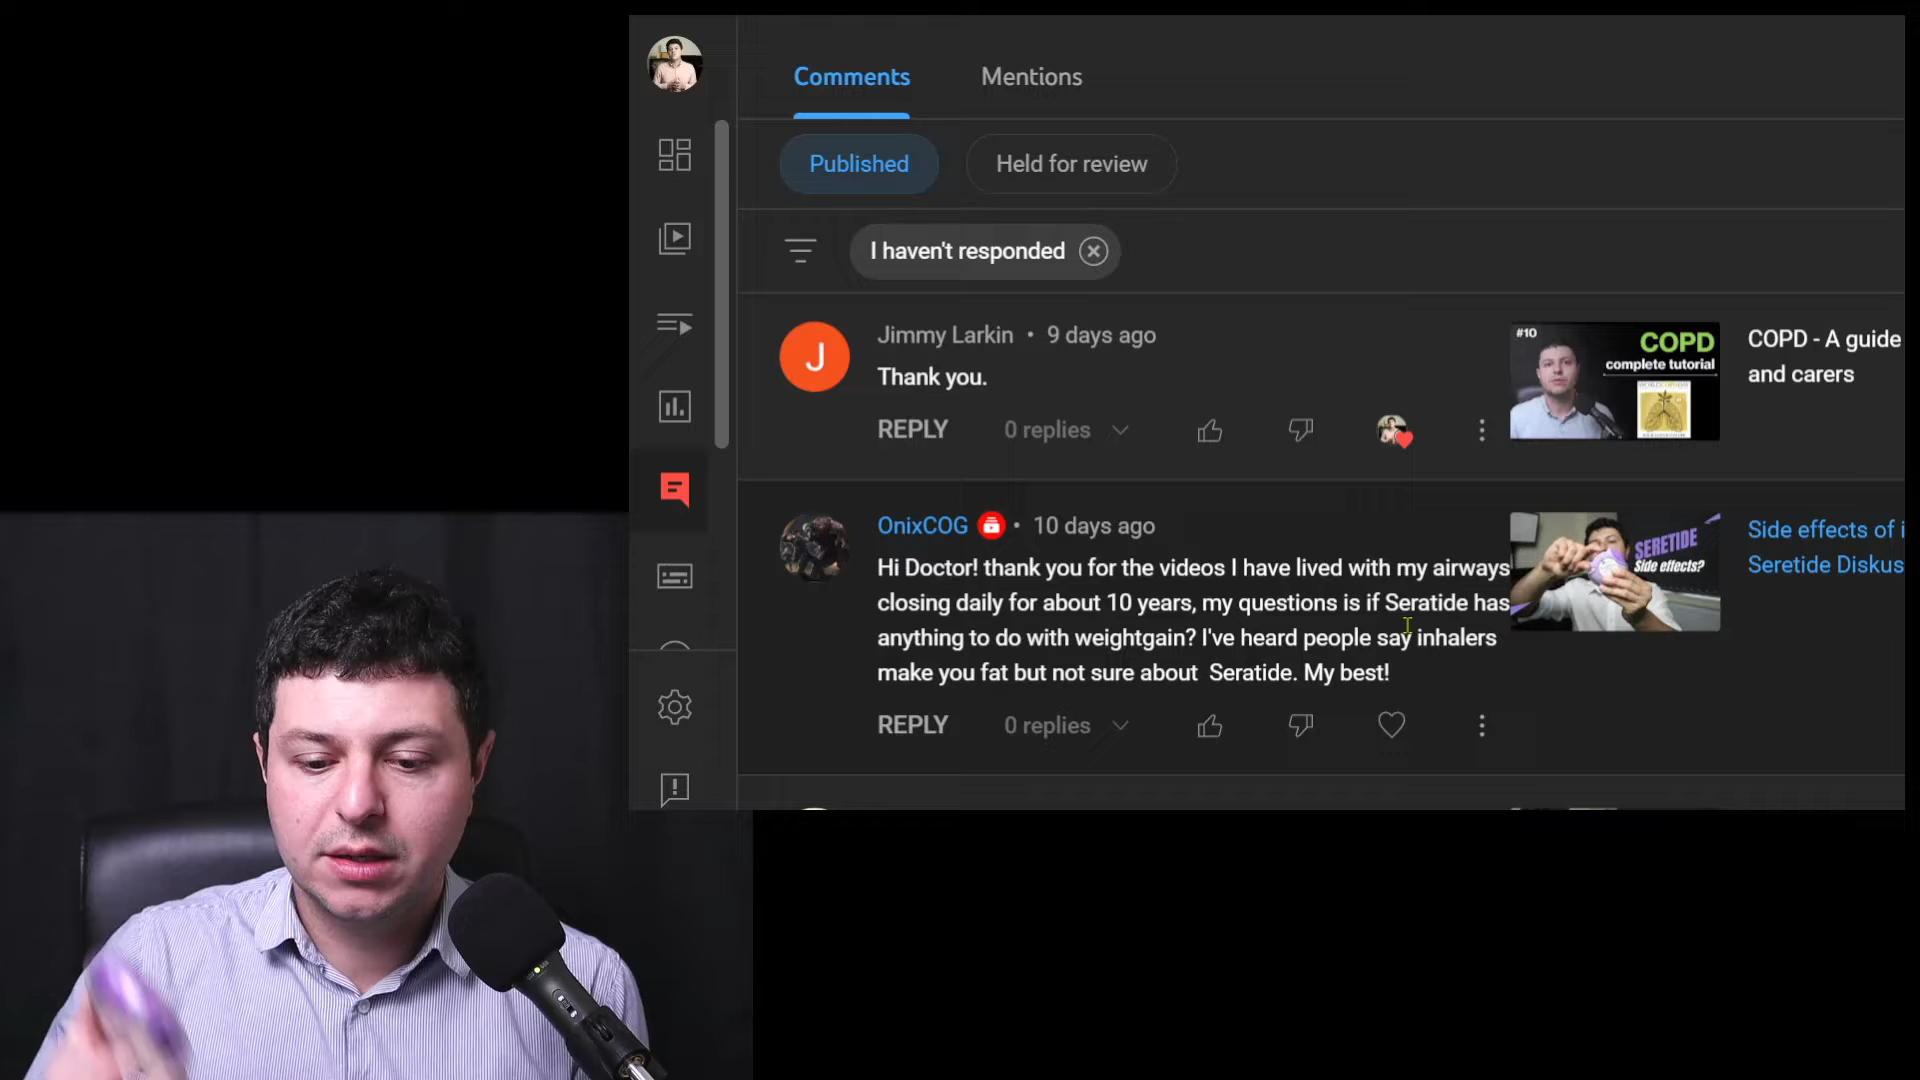 Comments Mentions
Published Held for review
I haven't responded
J
Jimmy Larkin • 9 days ago
Thank you.
REPLY 0 replies
#10
COPD
complete tutorial
COPD - A guide
and carers
OnixCOG • 10 days ago
Hi Doctor! thank you for the videos I have lived with my airways
closing daily for about 10 years, my questions is if Seratide has
anything to do with weightgain? I've heard people say inhalers
make you fat but not sure about Seratide. My best!
REPLY 0 replies
SERETIDE
Side effects?
Side effects of i
Seretide Diskus